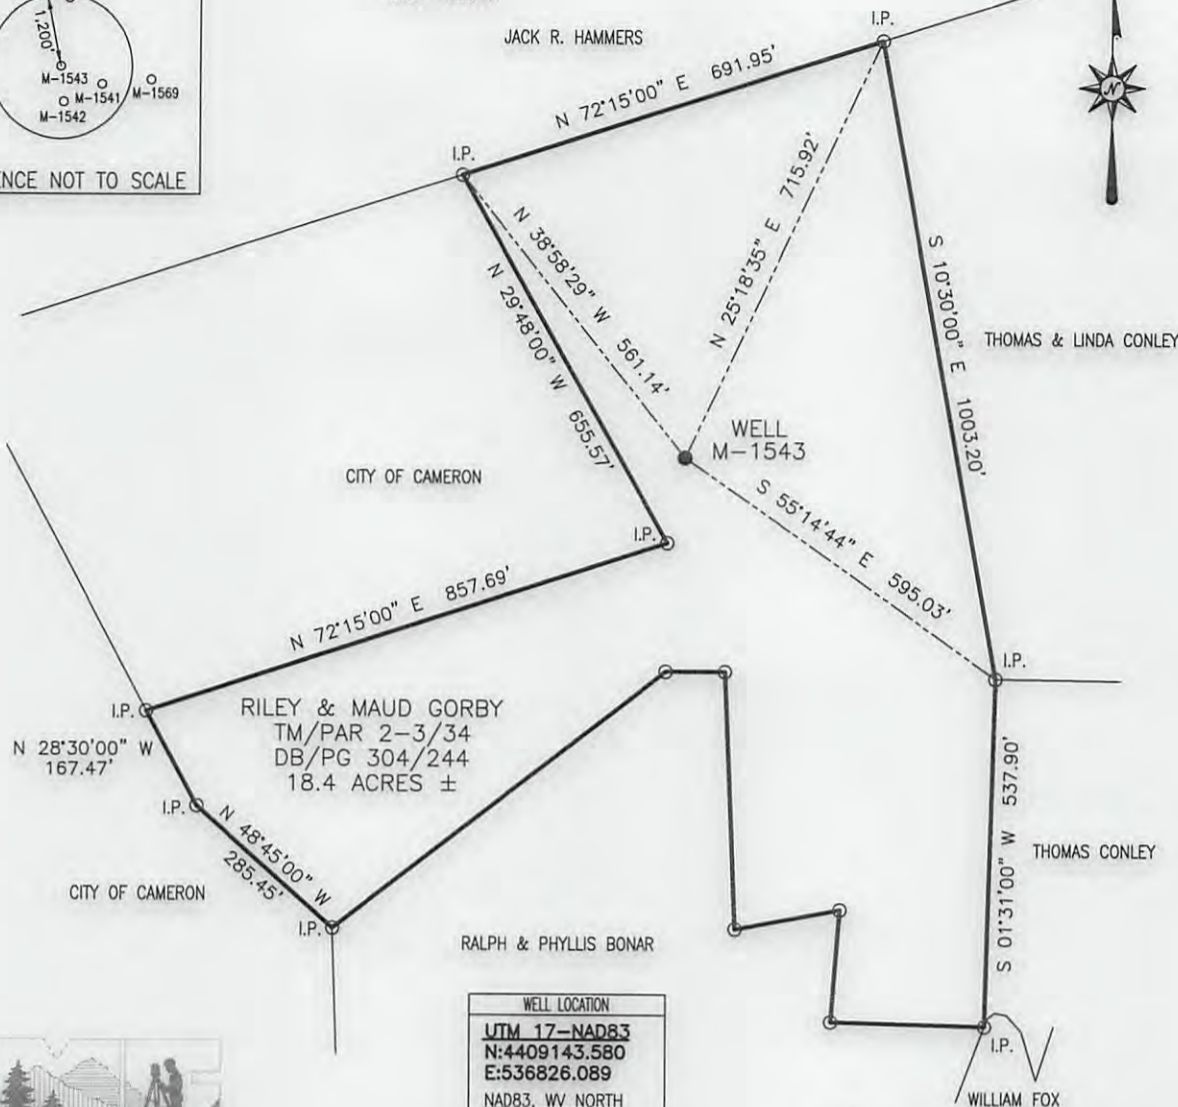 JACK R. HAMMERS
I.P.
1,200'
M-1543
M-1541
M-1569
M-1542
N
N 72°15'00" E 691.95'
I.P.
ENCE NOT TO SCALE
N 38°58'29" W 561.14'
N 25°18'35" E 715.92'
N 29°48'00" W 655.57'
S 10°30'00" E 1003.20'
THOMAS & LINDA CONLEY
WELL
M-1543
CITY OF CAMERON
S 55°14'44" E 595.03'
I.P.
N 72°15'00" E 857.69'
I.P.
I.P.
RILEY & MAUD GORBY
TM/PAR 2-3/34
DB/PG 304/244
18.4 ACRES ±
N 28°30'00" W
167.47'
I.P.
N 48°45'00" W
285.45'
S 01°31'00" W 537.90'
THOMAS CONLEY
CITY OF CAMERON
I.P.
RALPH & PHYLLIS BONAR
WELL LOCATION
UTM 17-NAD83
N:4409143.580
E:536826.089
NAD83, WV NORTH
I.P.
WILLIAM FOX